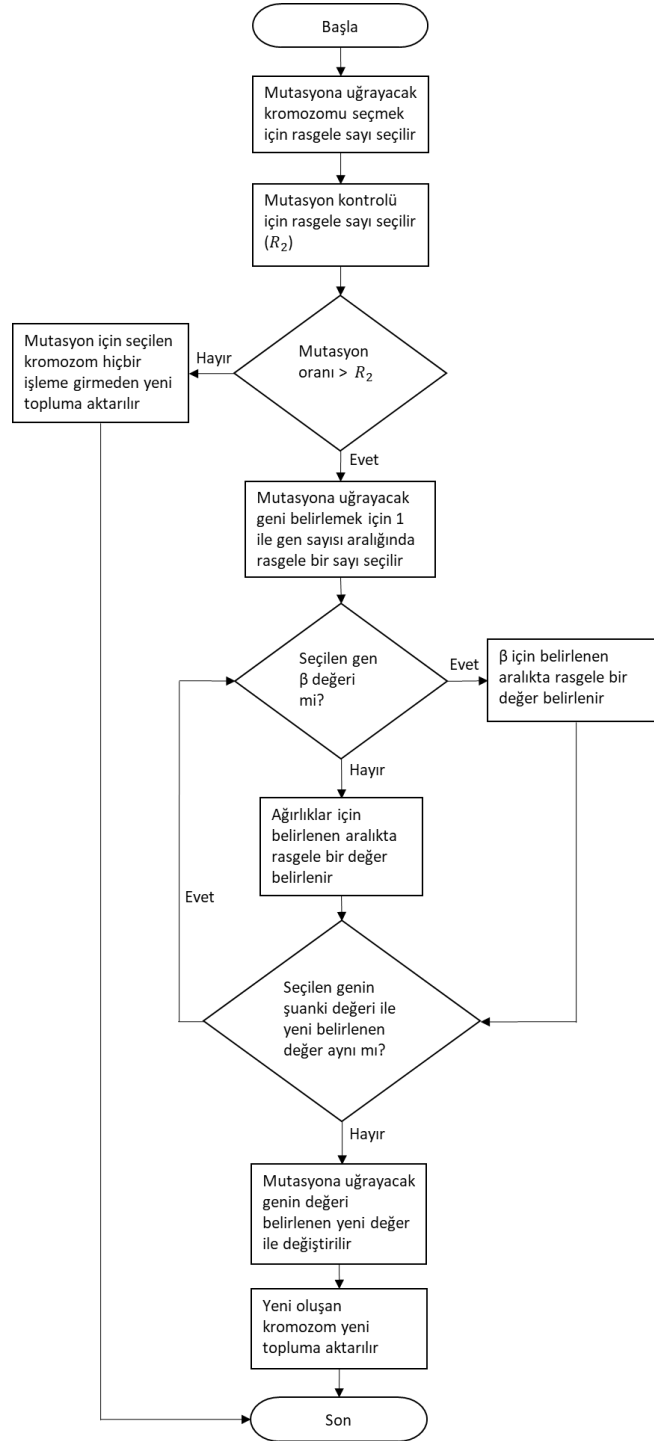 Başla
Mutasyona uğrayacak
kromozomu seçmek
için rasgele sayı seçilir
Mutasyon kontrolü
için rasgele sayı seçilir
(R₂)
Mutasyon
oranı > R₂
Hayır
Mutasyon için seçilen
kromozom hiçbir
işleme girmeden yeni
topluma aktarılır
Evet
Mutasyona uğrayacak
geni belirlemek için 1
ile gen sayısı aralığında
rasgele bir sayı seçilir
Seçilen gen
β değeri
mi?
Evet
β için belirlenen
aralıkta rasgele bir
değer belirlenir
Hayır
Ağırlıklar için
belirlenen aralıkta
rasgele bir değer
belirlenir
Evet
Seçilen genin
şuanki değeri ile
yeni belirlenen
değer aynı mı?
Hayır
Mutasyona uğrayacak
genin değeri
belirlenen yeni değer
ile değiştirilir
Yeni oluşan
kromozom yeni
topluma aktarılır
Son